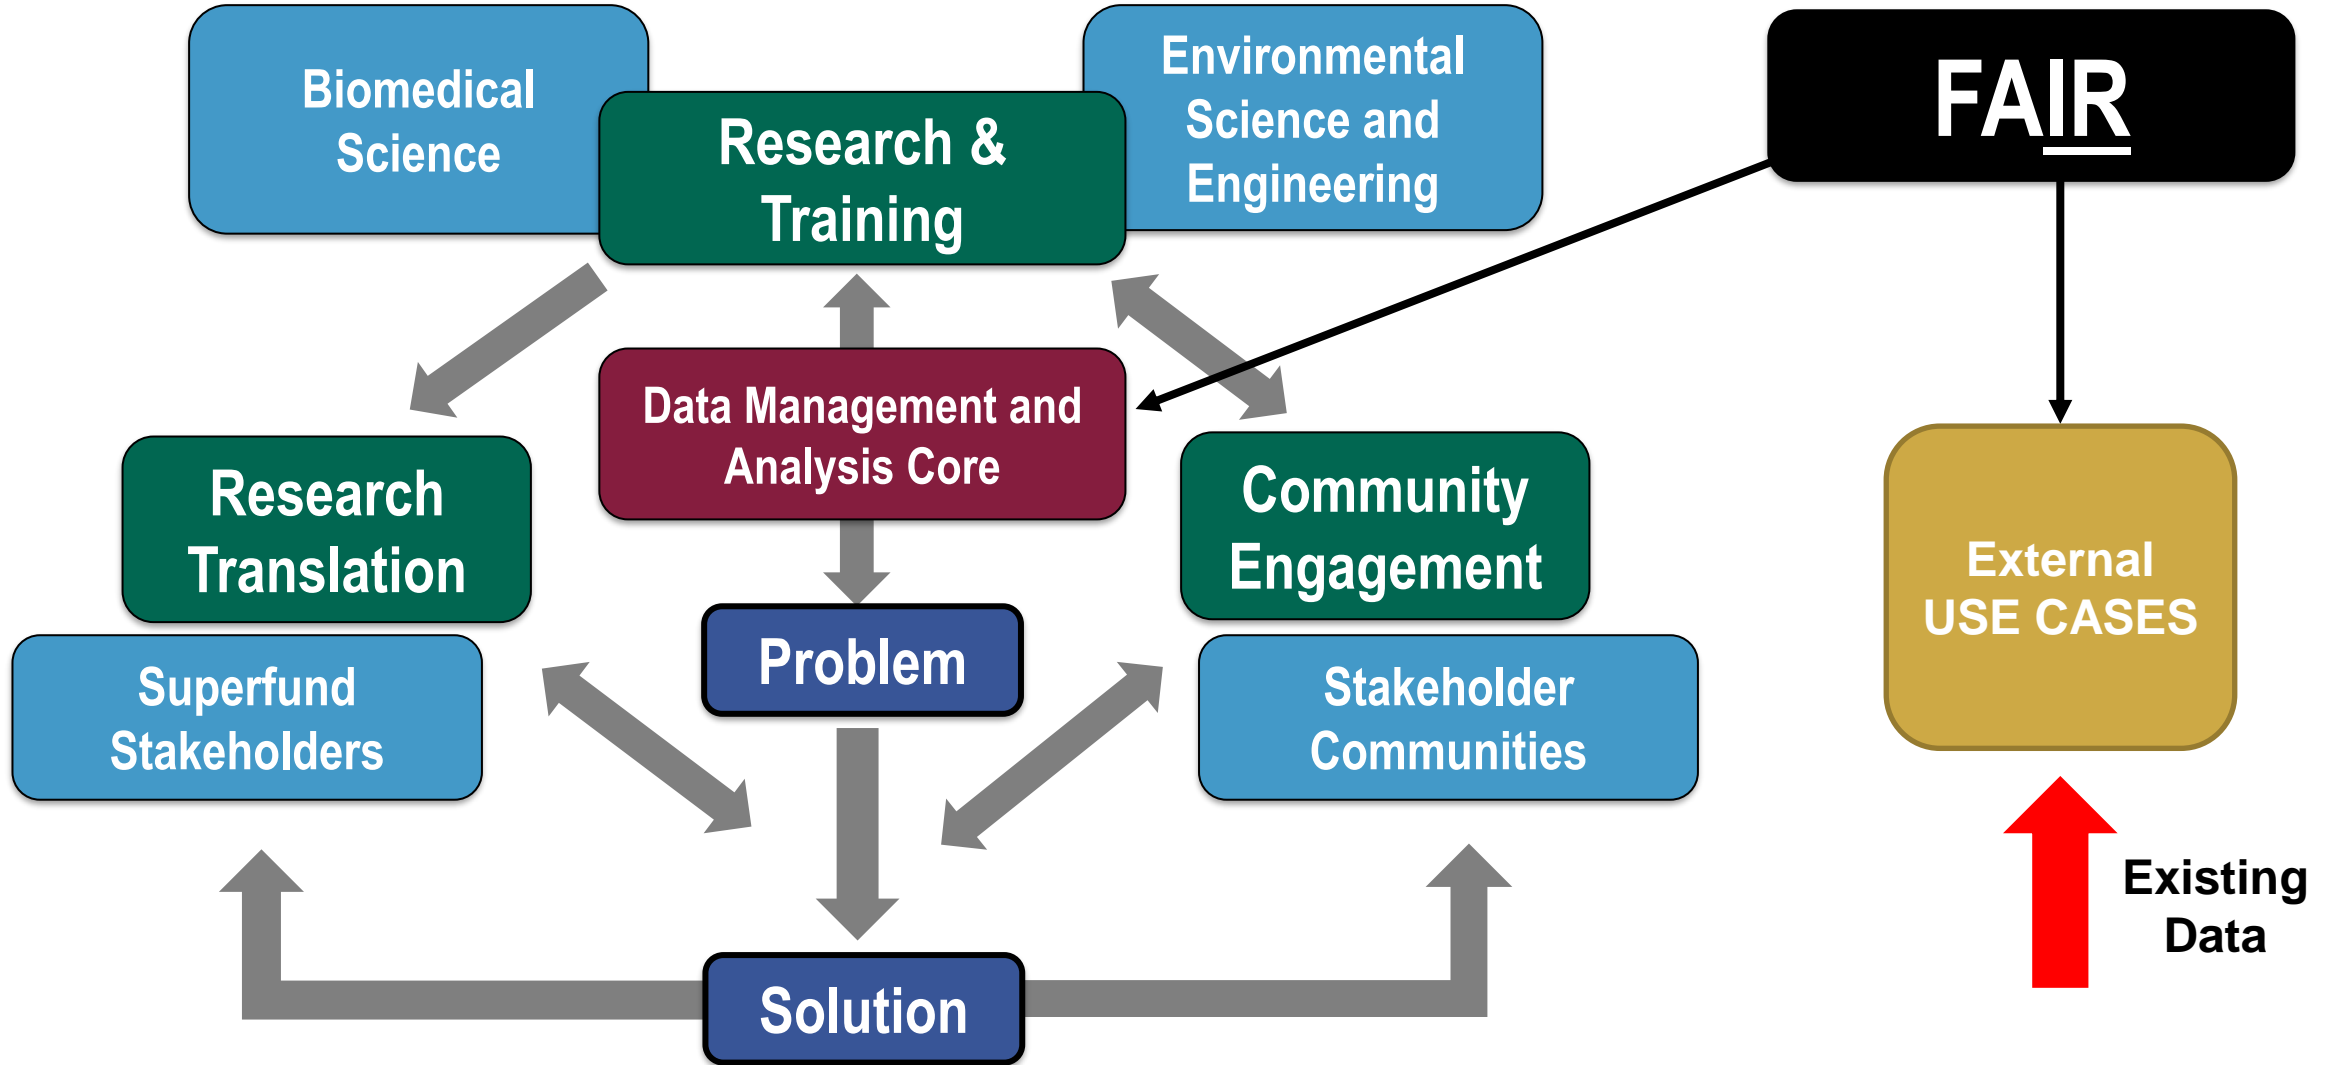 Biomedical
Science
Research &
Training
Environmental
Science and
Engineering
FAIR
Data Management and
Analysis Core
Research
Translation
Community
Engagement
External
USE CASES
Problem
Superfund
Stakeholders
Stakeholder
Communities
Existing
Data
Solution